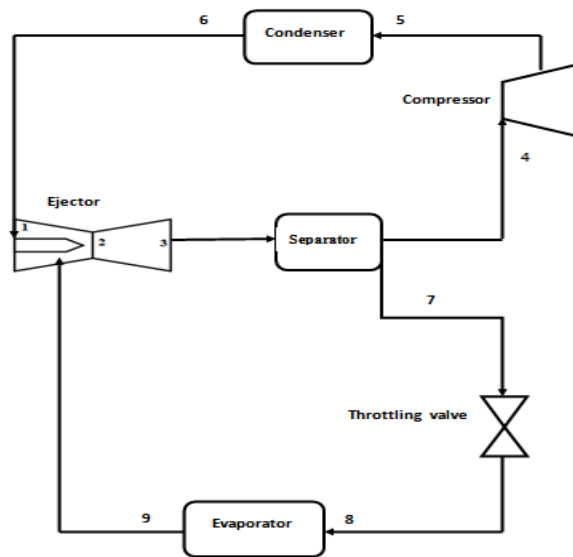 6
Condenser
5
Compressor
4
Ejector
1
2
3
Separator
7
Throttling valve
9
Evaporator
8